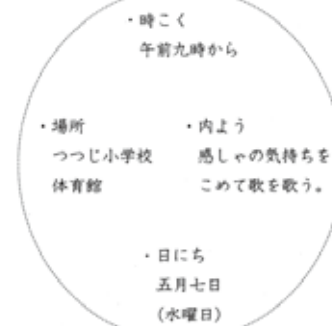 ・時こく
午前九時から
・場所
つつじ小学校
体育館
・内よう
感しゃの気持ちを
こめて歌を歌う。
・日にち
五月七日
(水曜日)